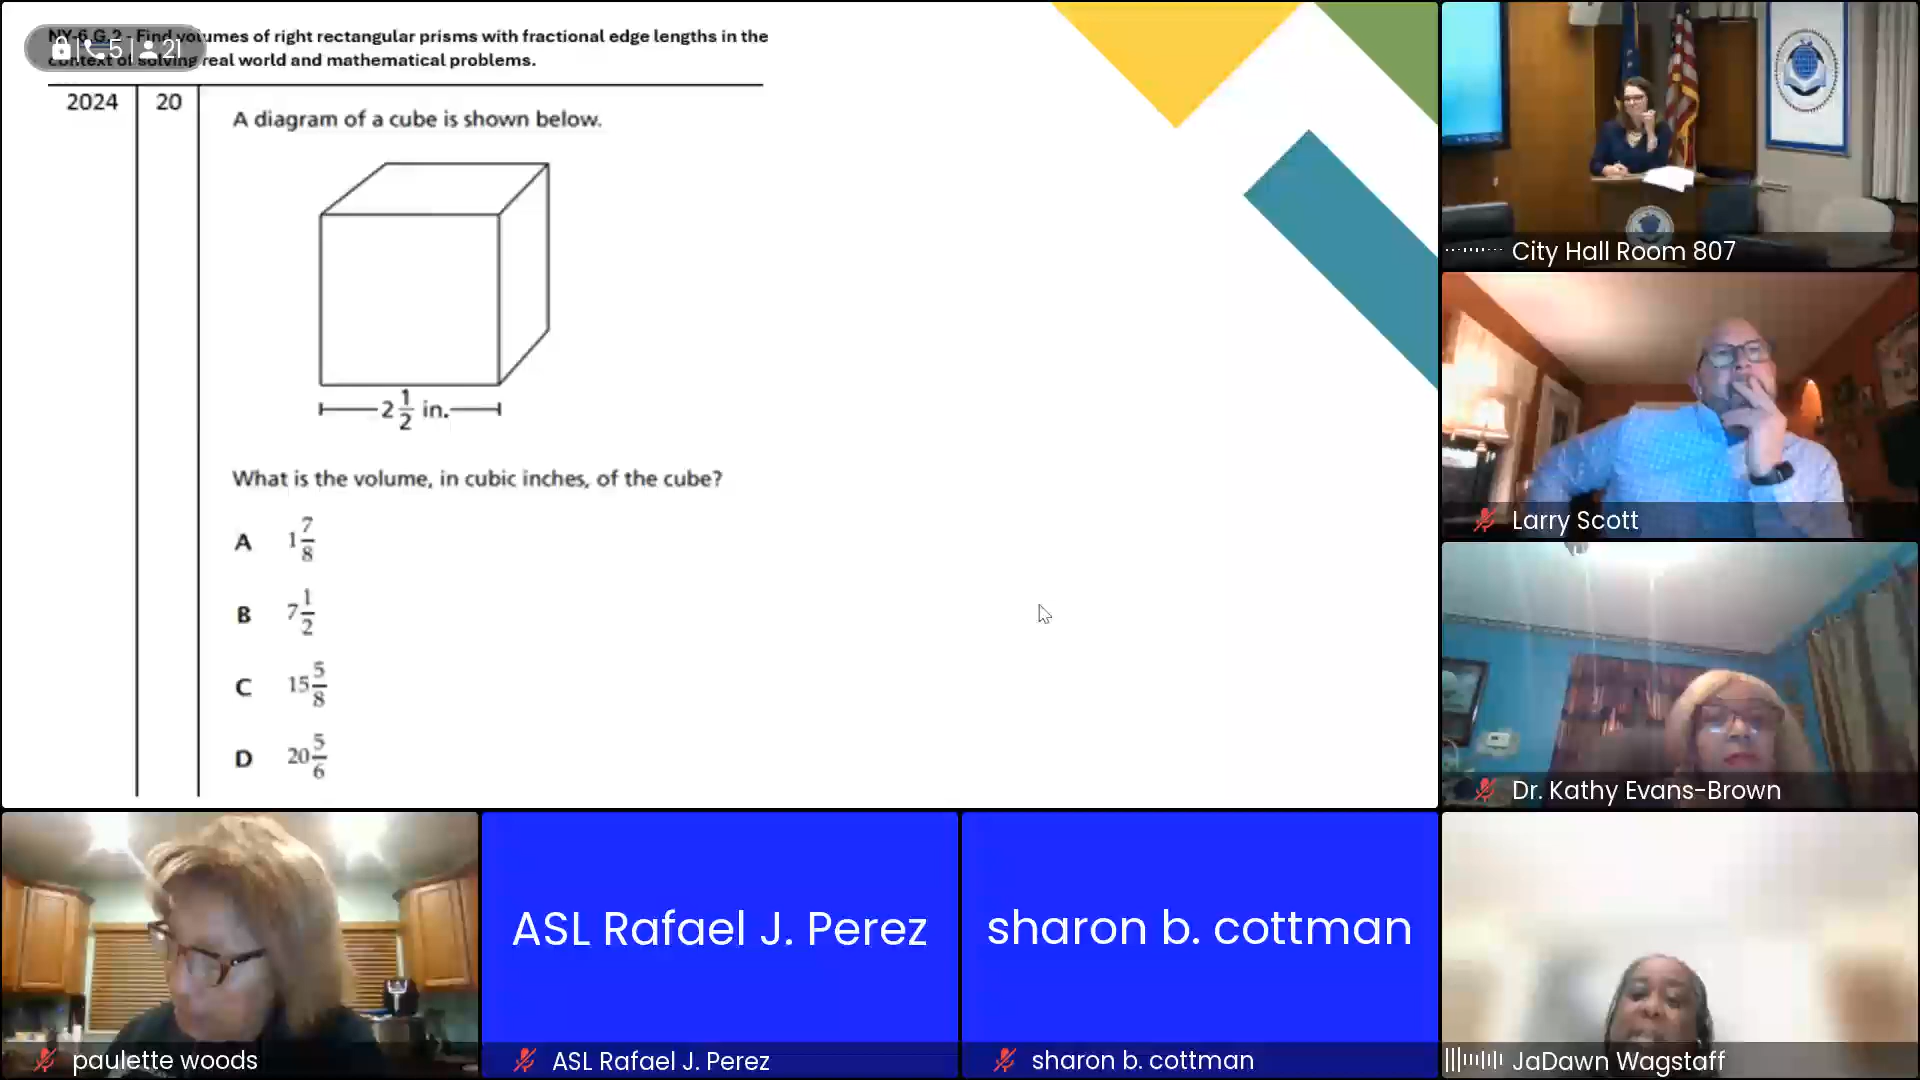 NY-6.G.2 - Find volumes of right rectangular prisms with fractional edge lengths in the
context of solving real world and mathematical problems.
5 | 21
2024 20
A diagram of a cube is shown below.
2 1/2 in.
What is the volume, in cubic inches, of the cube?
A 1 7/8
B 7 1/2
C 15 5/8
D 20 5/6
City Hall Room 807
Larry Scott
Dr. Kathy Evans-Brown
paulette woods
ASL Rafael J. Perez
ASL Rafael J. Perez
sharon b. cottman
sharon b. cottman
JaDawn Wagstaff